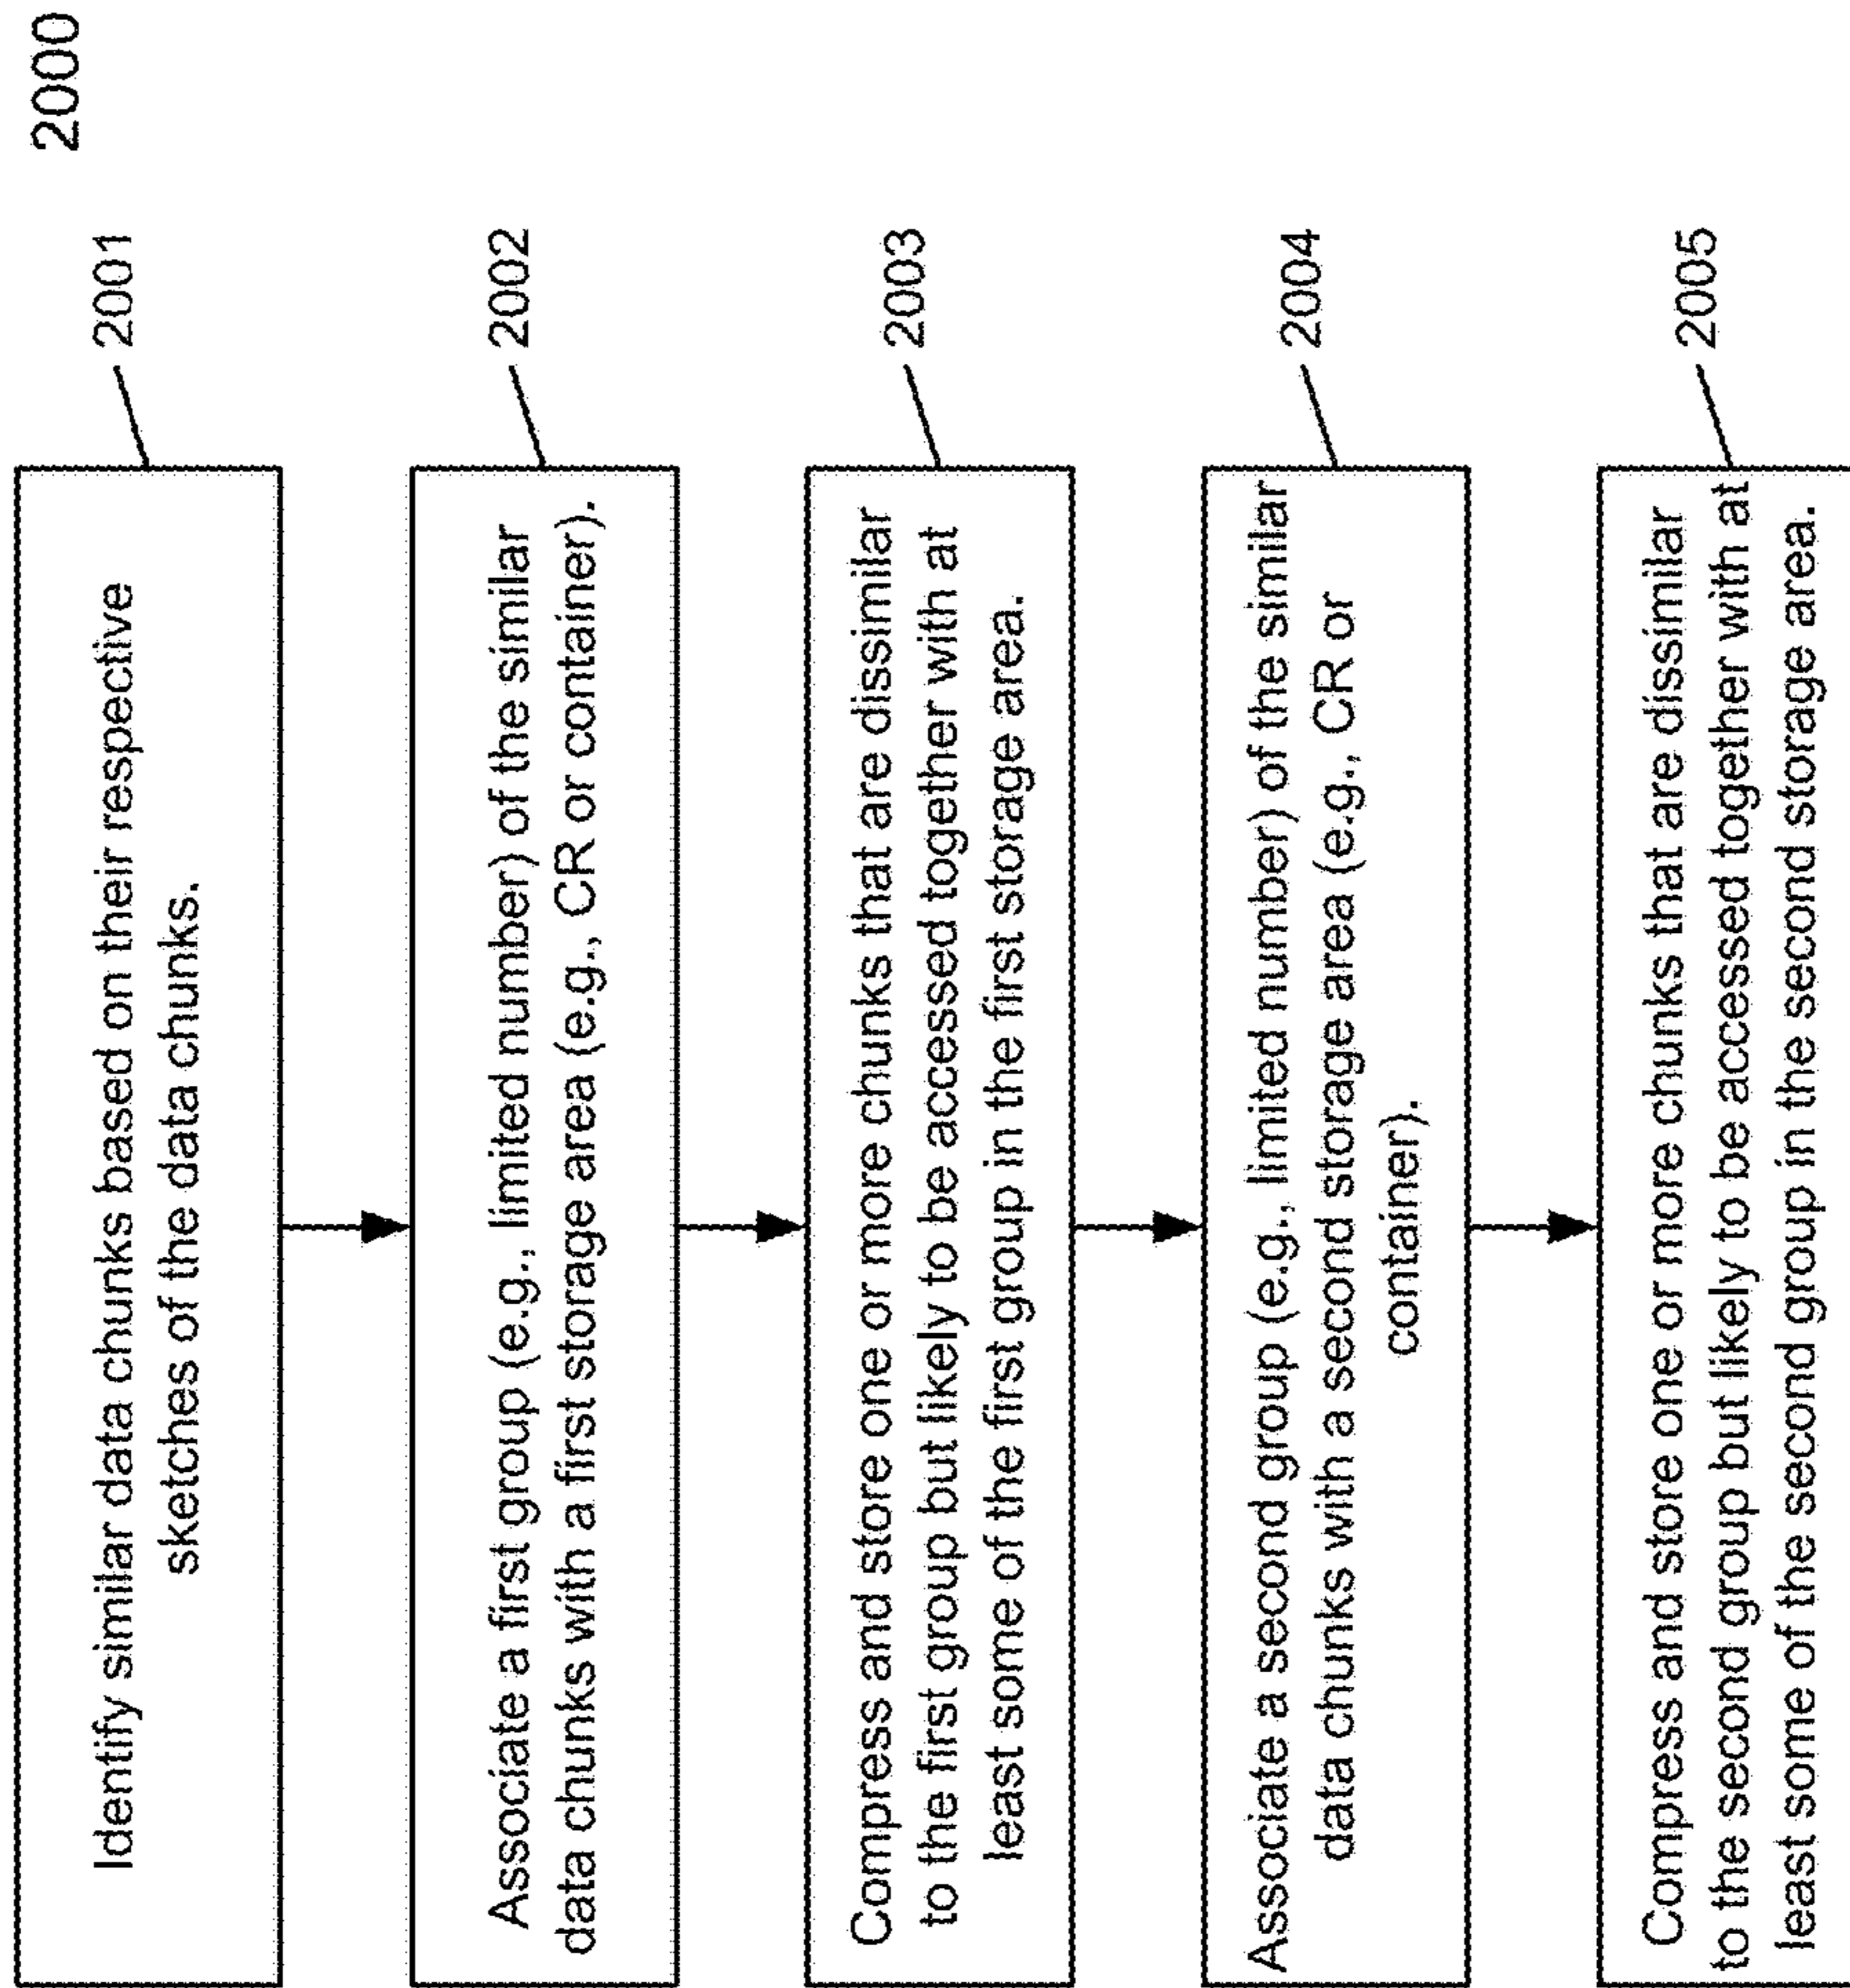 2000
Identify similar data chunks based on their respective
sketches of the data chunks.
2001
Associate a first group (e.g., limited number) of the similar
data chunks with a first storage area (e.g., CR or container).
2002
Compress and store one or more chunks that are dissimilar
to the first group but likely to be accessed together with at
least some of the first group in the first storage area.
2003
Associate a second group (e.g., limited number) of the similar
data chunks with a second storage area (e.g., CR or
container).
2004
Compress and store one or more chunks that are dissimilar
to the second group but likely to be accessed together with at
least some of the second group in the second storage area.
2005